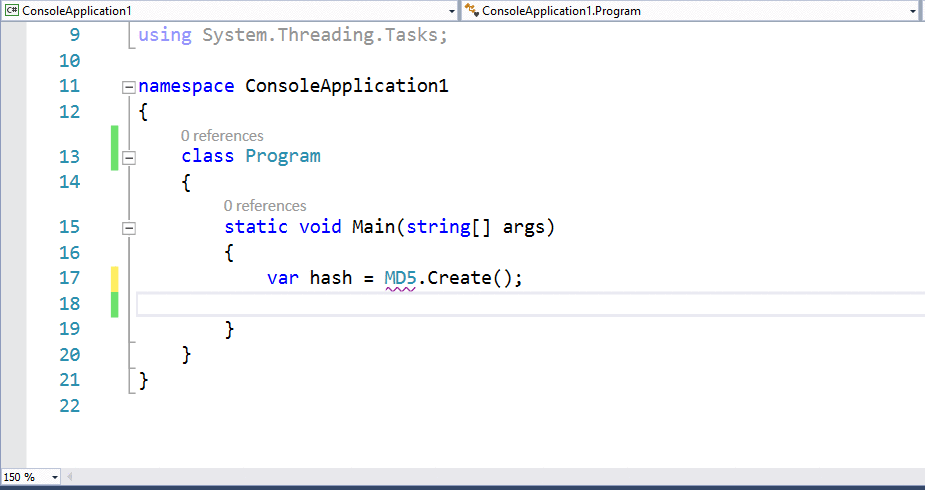 ConsoleApplication1 ConsoleApplication1.Program
9 using System.Threading.Tasks;
10
11 namespace ConsoleApplication1
12 {
0 references
13 class Program
14 {
0 references
15 static void Main(string[] args)
16 {
17 var hash = MD5.Create();
18
19 }
20 }
21 }
22
150 %